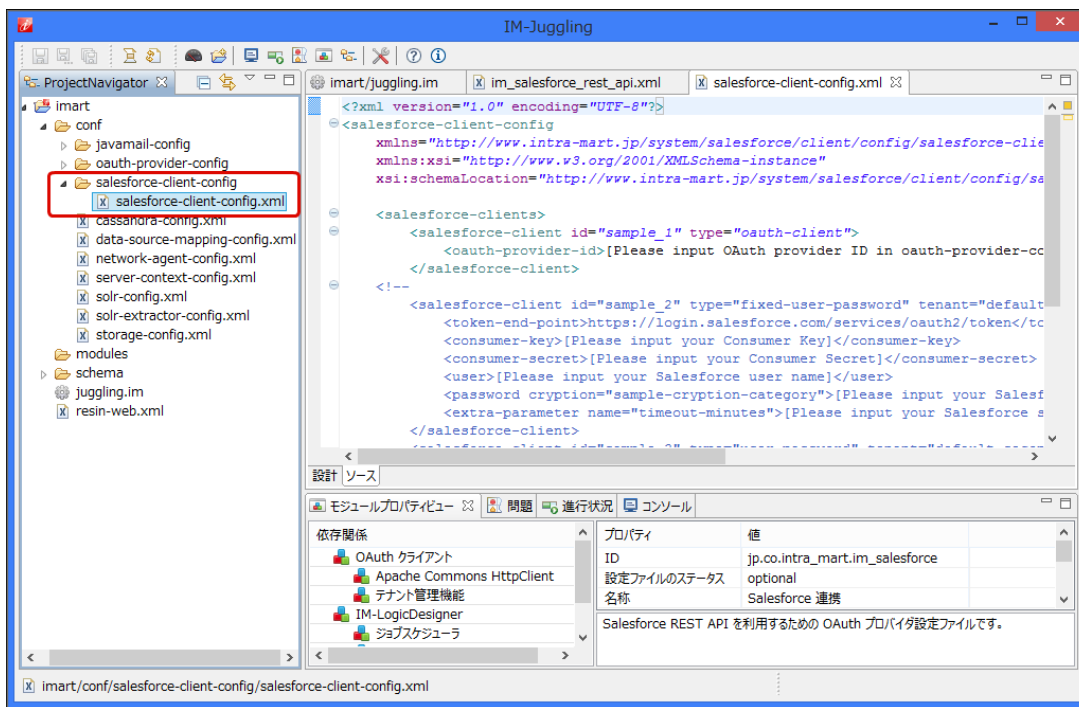 IM-Juggling
ProjectNavigator
imart
conf
javamail-config
oauth-provider-config
salesforce-client-config
salesforce-client-config.xml
cassandra-config.xml
data-source-mapping-config.xml
network-agent-config.xml
server-context-config.xml
solr-config.xml
solr-extractor-config.xml
storage-config.xml
modules
schema
juggling.im
resin-web.xml
imart/juggling.im
im_salesforce_rest_api.xml
salesforce-client-config.xml
<?xml version="1.0" encoding="UTF-8"?>
<salesforce-client-config
xmlns="http://www.intra-mart.jp/system/salesforce/client/config/salesforce-clie
xmlns:xsi="http://www.w3.org/2001/XMLSchema-instance"
xsi:schemaLocation="http://www.intra-mart.jp/system/salesforce/client/config/sa
<salesforce-clients>
<salesforce-client id="sample_1" type="oauth-client">
<oauth-provider-id>[Please input OAuth provider ID in oauth-provider-co
</salesforce-client>
<!--
<salesforce-client id="sample_2" type="fixed-user-password" tenant="default
<token-end-point>https://login.salesforce.com/services/oauth2/token</to
<consumer-key>[Please input your Consumer Key]</consumer-key>
<consumer-secret>[Please input your Consumer Secret]</consumer-secret>
<user>[Please input your Salesforce user name]</user>
<password cryption="sample-cryption-category">[Please input your Salesf
<extra-parameter name="timeout-minutes">[Please input your Salesforce s
</salesforce-client>
設計 ソース
モジュールプロパティビュー
問題
進行状況
コンソール
依存関係
OAuth クライアント
Apache Commons HttpClient
テナント管理機能
IM-LogicDesigner
ジョブスケジューラ
プロパティ 値
ID jp.co.intra_mart.im_salesforce
設定ファイルのステータス optional
名称 Salesforce 連携
Salesforce REST API を利用するための OAuth プロバイダ設定ファイルです。
imart/conf/salesforce-client-config/salesforce-client-config.xml